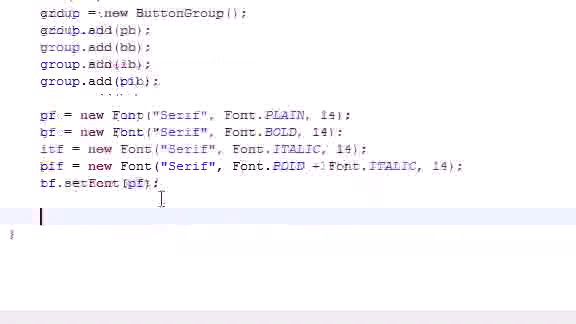 group = new ButtonGroup();
group.add(pb);
group.add(bb);
group.add(ib);
group.add(bib);
pf = new Font("Serif", Font.PLAIN, 14);
bf = new Font("Serif", Font.BOLD, 14);
itf = new Font("Serif", Font.ITALIC, 14);
pif = new Font("Serif", Font.BOLD + Font.ITALIC, 14);
bf.setFont(pf);
}